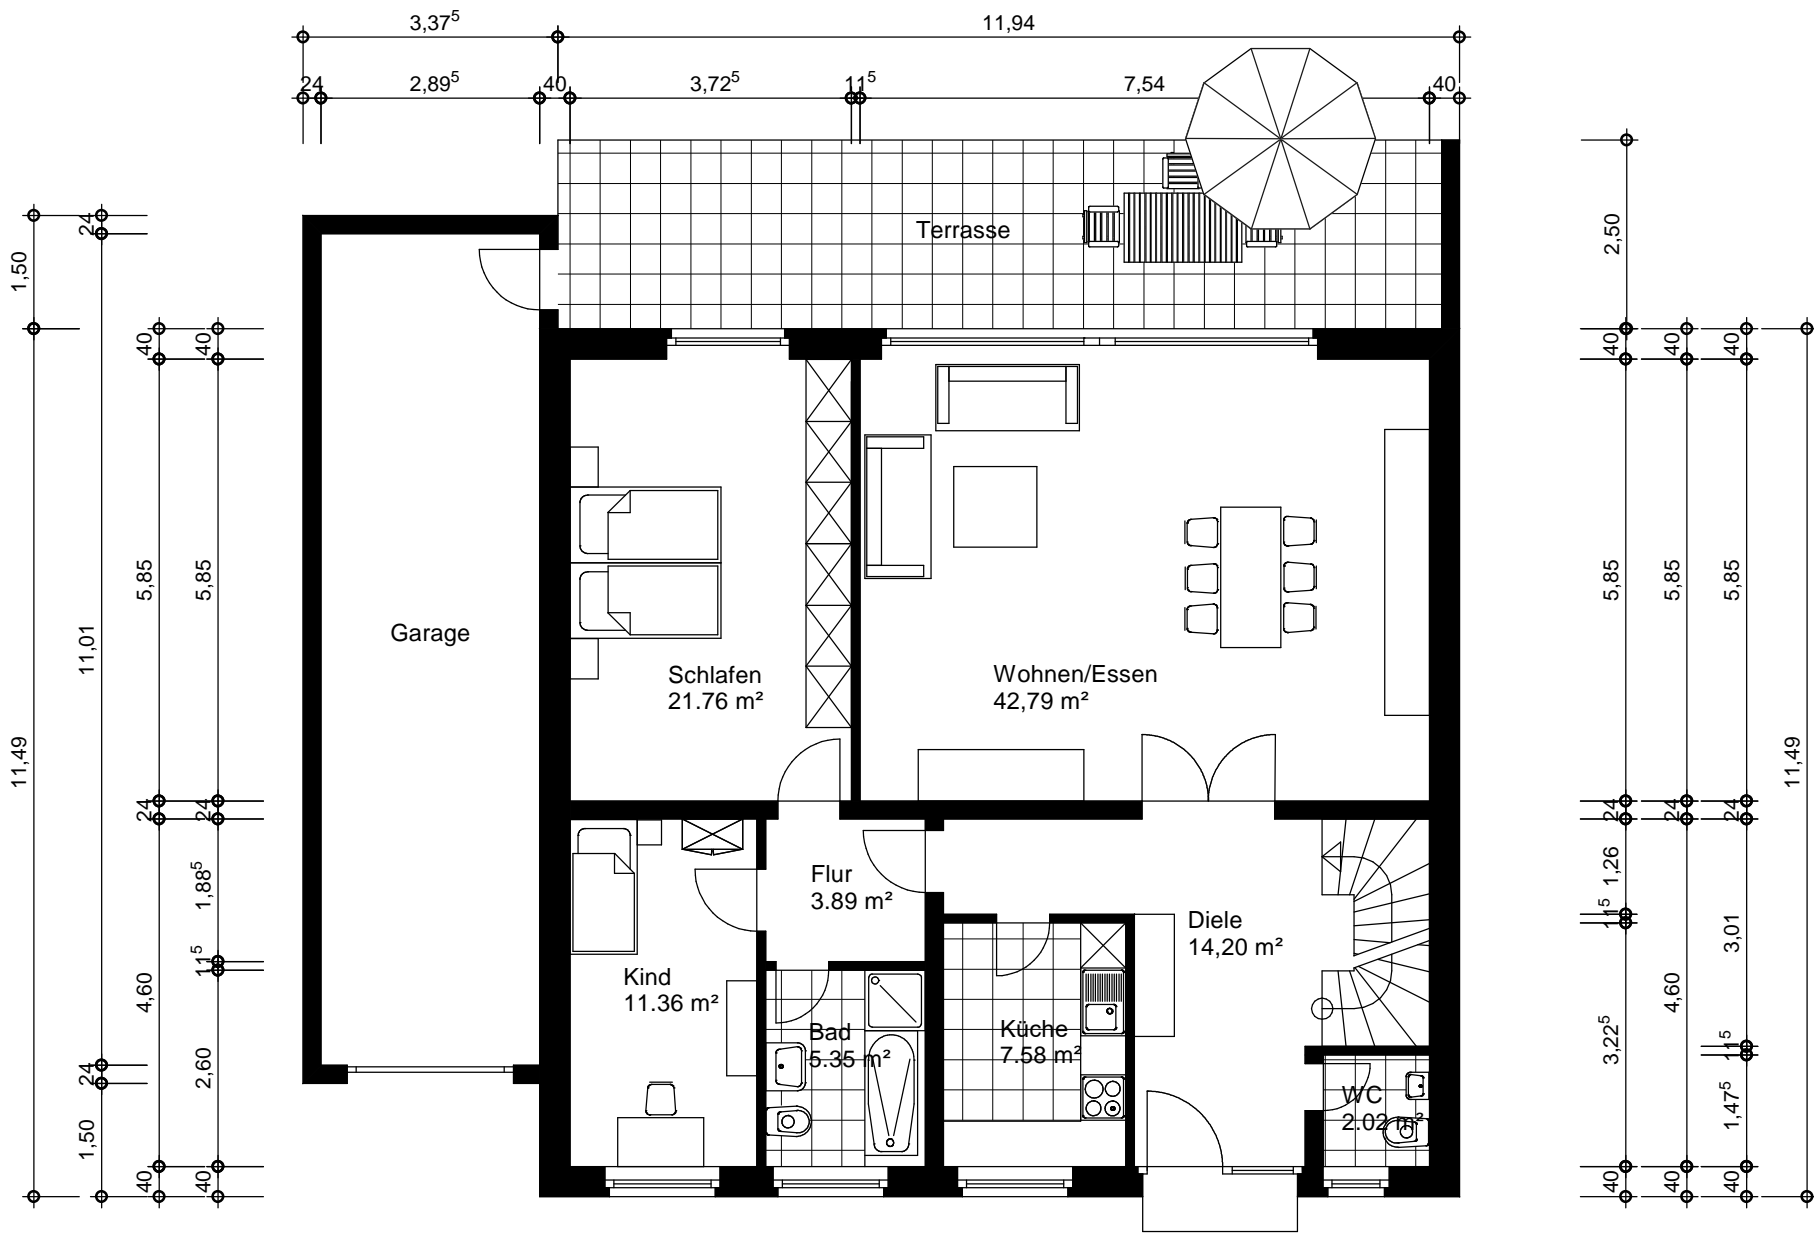 3,37⁵ 11,94
24 2,89⁵ 40 3,72⁵ 11⁵ 7,54 40
24
1,50
2,50
Terrasse
40 40
40 40 40
5,85 5,85
11,01
11,49
5,85 5,85 5,85
11,49
Garage
Schlafen
21.76 m²
Wohnen/Essen
42,79 m²
24 24
24 24 24
1,88⁵
11⁵
4,60
2,60
24
1,50
40 40
Flur
3.89 m²
Kind
11.36 m²
Bad
5.35 m²
Küche
7.58 m²
Diele
14,20 m²
WC
2.02 m²
1,26
11⁵
3,22⁵
4,60
3,01
11⁵
1,47⁵
40 40 40